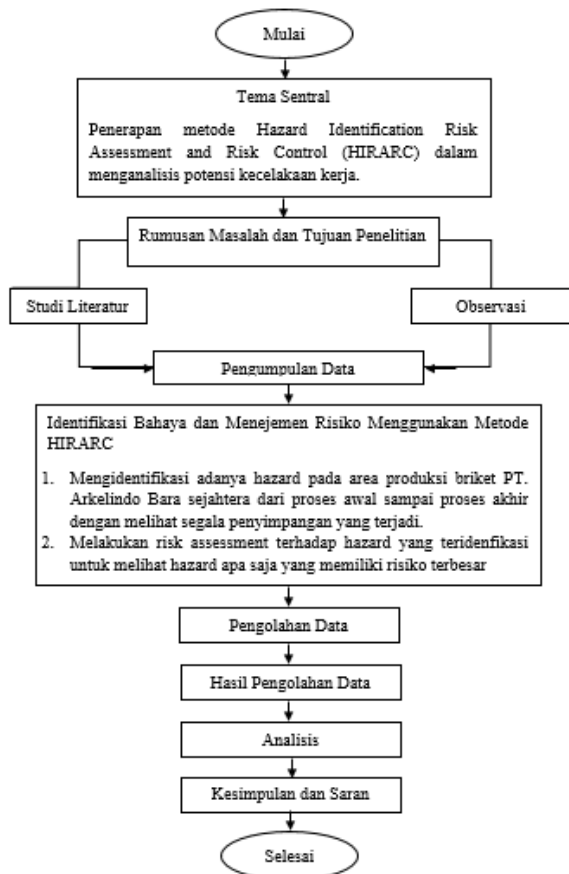 Mulai
Tema Sentral
Penerapan metode Hazard Identification Risk
Assessment and Risk Control (HIRARC) dalam
menganalisis potensi kecelakaan kerja.
Rumusan Masalah dan Tujuan Penelitian
Studi Literatur
Observasi
Pengumpulan Data
Identifikasi Bahaya dan Menejemen Risiko Menggunakan Metode
HIRARC
1. Mengidentifikasi adanya hazard pada area produksi briket PT.
Arkelindo Bara sejahtera dari proses awal sampai proses akhir
dengan melihat segala penyimpangan yang terjadi.
2. Melakukan risk assessment terhadap hazard yang teridenfikasi
untuk melihat hazard apa saja yang memiliki risiko terbesar
Pengolahan Data
Hasil Pengolahan Data
Analisis
Kesimpulan dan Saran
Selesai